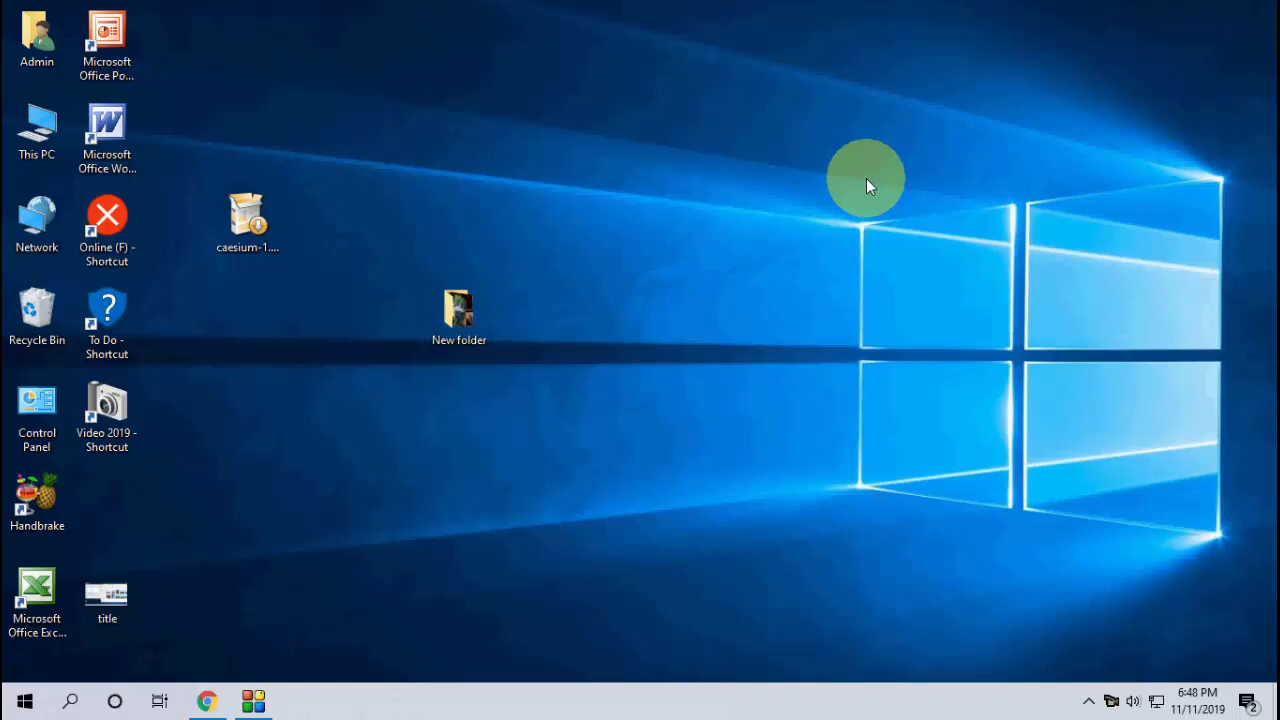 Admin
Microsoft
Office Po...
This PC
Microsoft
Office Wo...
Network
Online (F) -
Shortcut
caesium-1....
Recycle Bin
To Do -
Shortcut
New folder
Control
Panel
Video 2019 -
Shortcut
Handbrake
Microsoft
Office Exc...
title
6:48 PM
11/11/2019
2